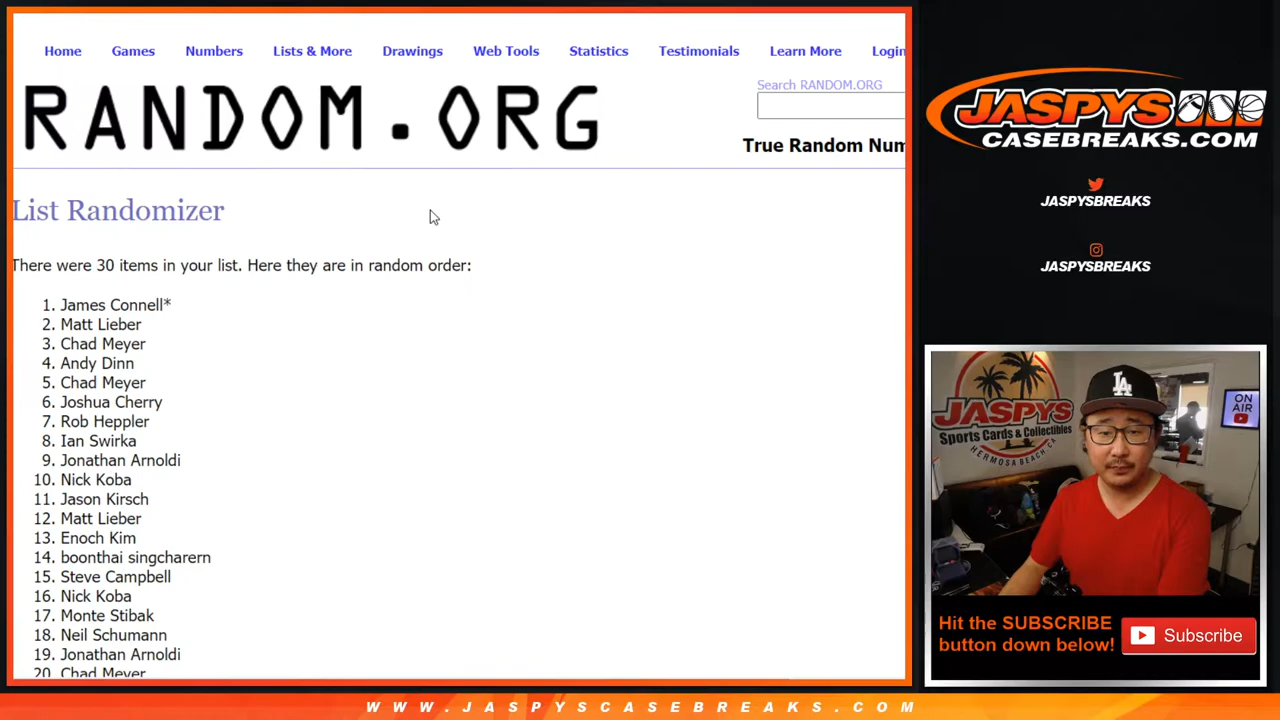 Home Games Numbers Lists & More Drawings Web Tools Statistics Testimonials Learn More Login
RANDOM.ORG
Search RANDOM.ORG
True Random Num
List Randomizer
There were 30 items in your list. Here they are in random order:
1. James Connell*
2. Matt Lieber
3. Chad Meyer
4. Andy Dinn
5. Chad Meyer
6. Joshua Cherry
7. Rob Heppler
8. Ian Swirka
9. Jonathan Arnoldi
10. Nick Koba
11. Jason Kirsch
12. Matt Lieber
13. Enoch Kim
14. boonthai singcharern
15. Steve Campbell
16. Nick Koba
17. Monte Stibak
18. Neil Schumann
19. Jonathan Arnoldi
20. Chad Meyer
JASPYS
CASEBREAKS.COM
JASPYSBREAKS
JASPYSBREAKS
JASPYS
Sports Cards & Collectibles
HERMOSA BEACH, CA
LA
ON
AIR
Hit the SUBSCRIBE
button down below!
Subscribe
WWW.JASPYSCASEBREAKS.COM